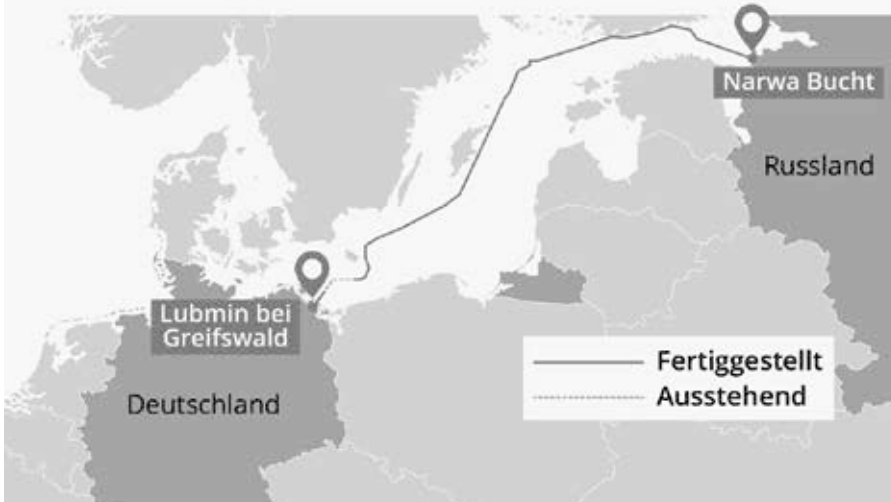 Narwa Bucht
Russland
Lubmin bei
Greifswald
Deutschland
Fertiggestellt
Ausstehend